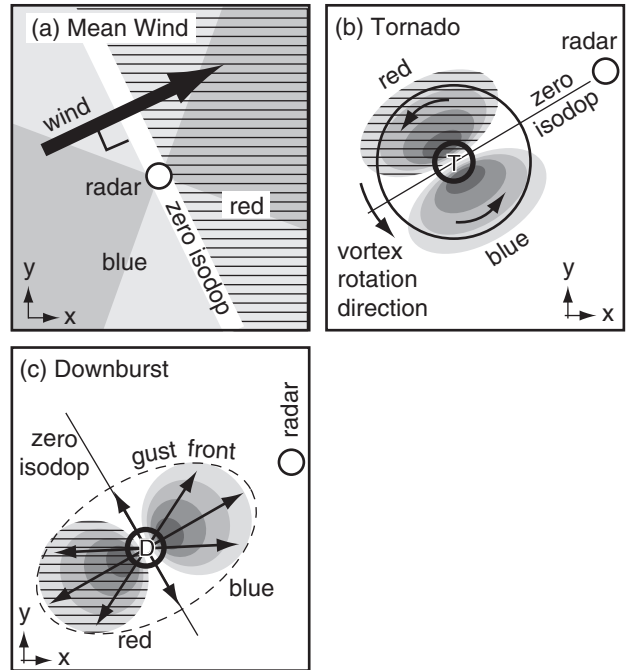 (a) Mean Wind
wind
radar
red
zero isodop
blue
y
x
(b) Tornado
radar
red
zero
isodop
T
blue
vortex
rotation
direction
y
x
(c) Downburst
radar
zero
isodop
gust front
D
blue
red
y
x